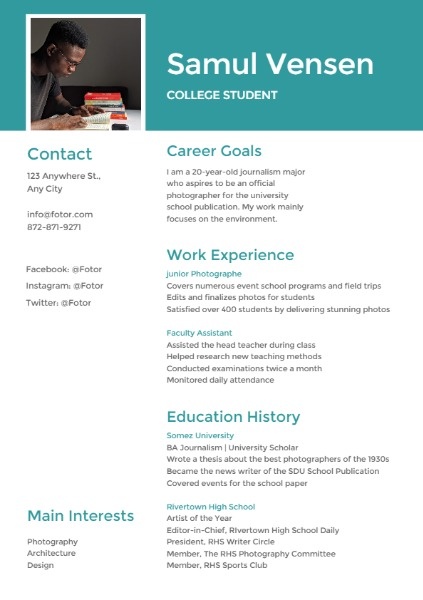 Samul Vensen
COLLEGE STUDENT
Contact
123 Anywhere St.,
Any City
info@fotor.com
872-871-9271
Facebook: @Fotor
Instagram: @Fotor
Twitter: @Fotor
Main Interests
Photography
Architecture
Design
Career Goals
I am a 20-year-old journalism major
who aspires to be an official
photographer for the university
school publication. My work mainly
focuses on the environment.
Work Experience
junior Photographe
Covers numerous event school programs and field trips
Edits and finalizes photos for students
Satisfied over 400 students by delivering stunning photos
Faculty Assistant
Assisted the head teacher during class
Helped research new teaching methods
Conducted examinations twice a month
Monitored daily attendance
Education History
Somez University
BA Journalism | University Scholar
Wrote a thesis about the best photographers of the 1930s
Became the news writer of the SDU School Publication
Covered events for the school paper
Rivertown High School
Artist of the Year
Editor-in-Chief, RIvertown High School Daily
President, RHS Writer Circle
Member, The RHS Photography Committee
Member, RHS Sports Club